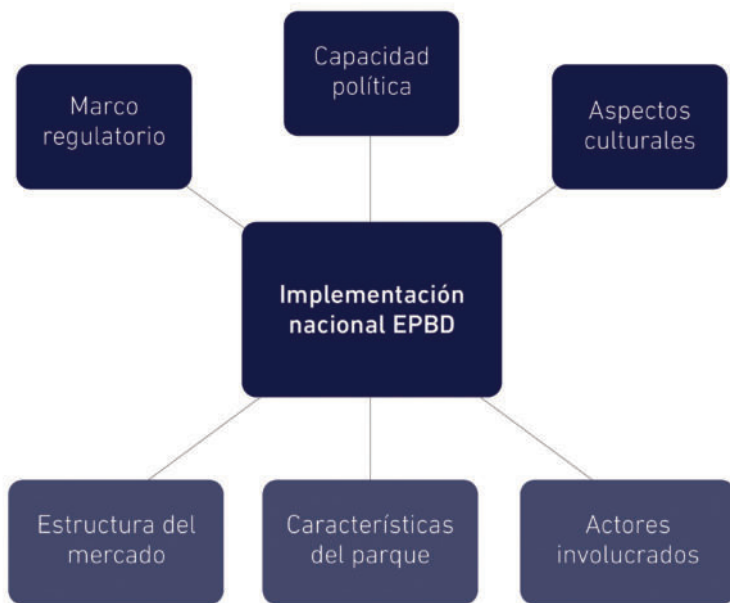 Capacidad
política
Marco
regulatorio
Aspectos
culturales
Implementación
nacional EPBD
Estructura del
mercado
Características
del parque
Actores
involucrados